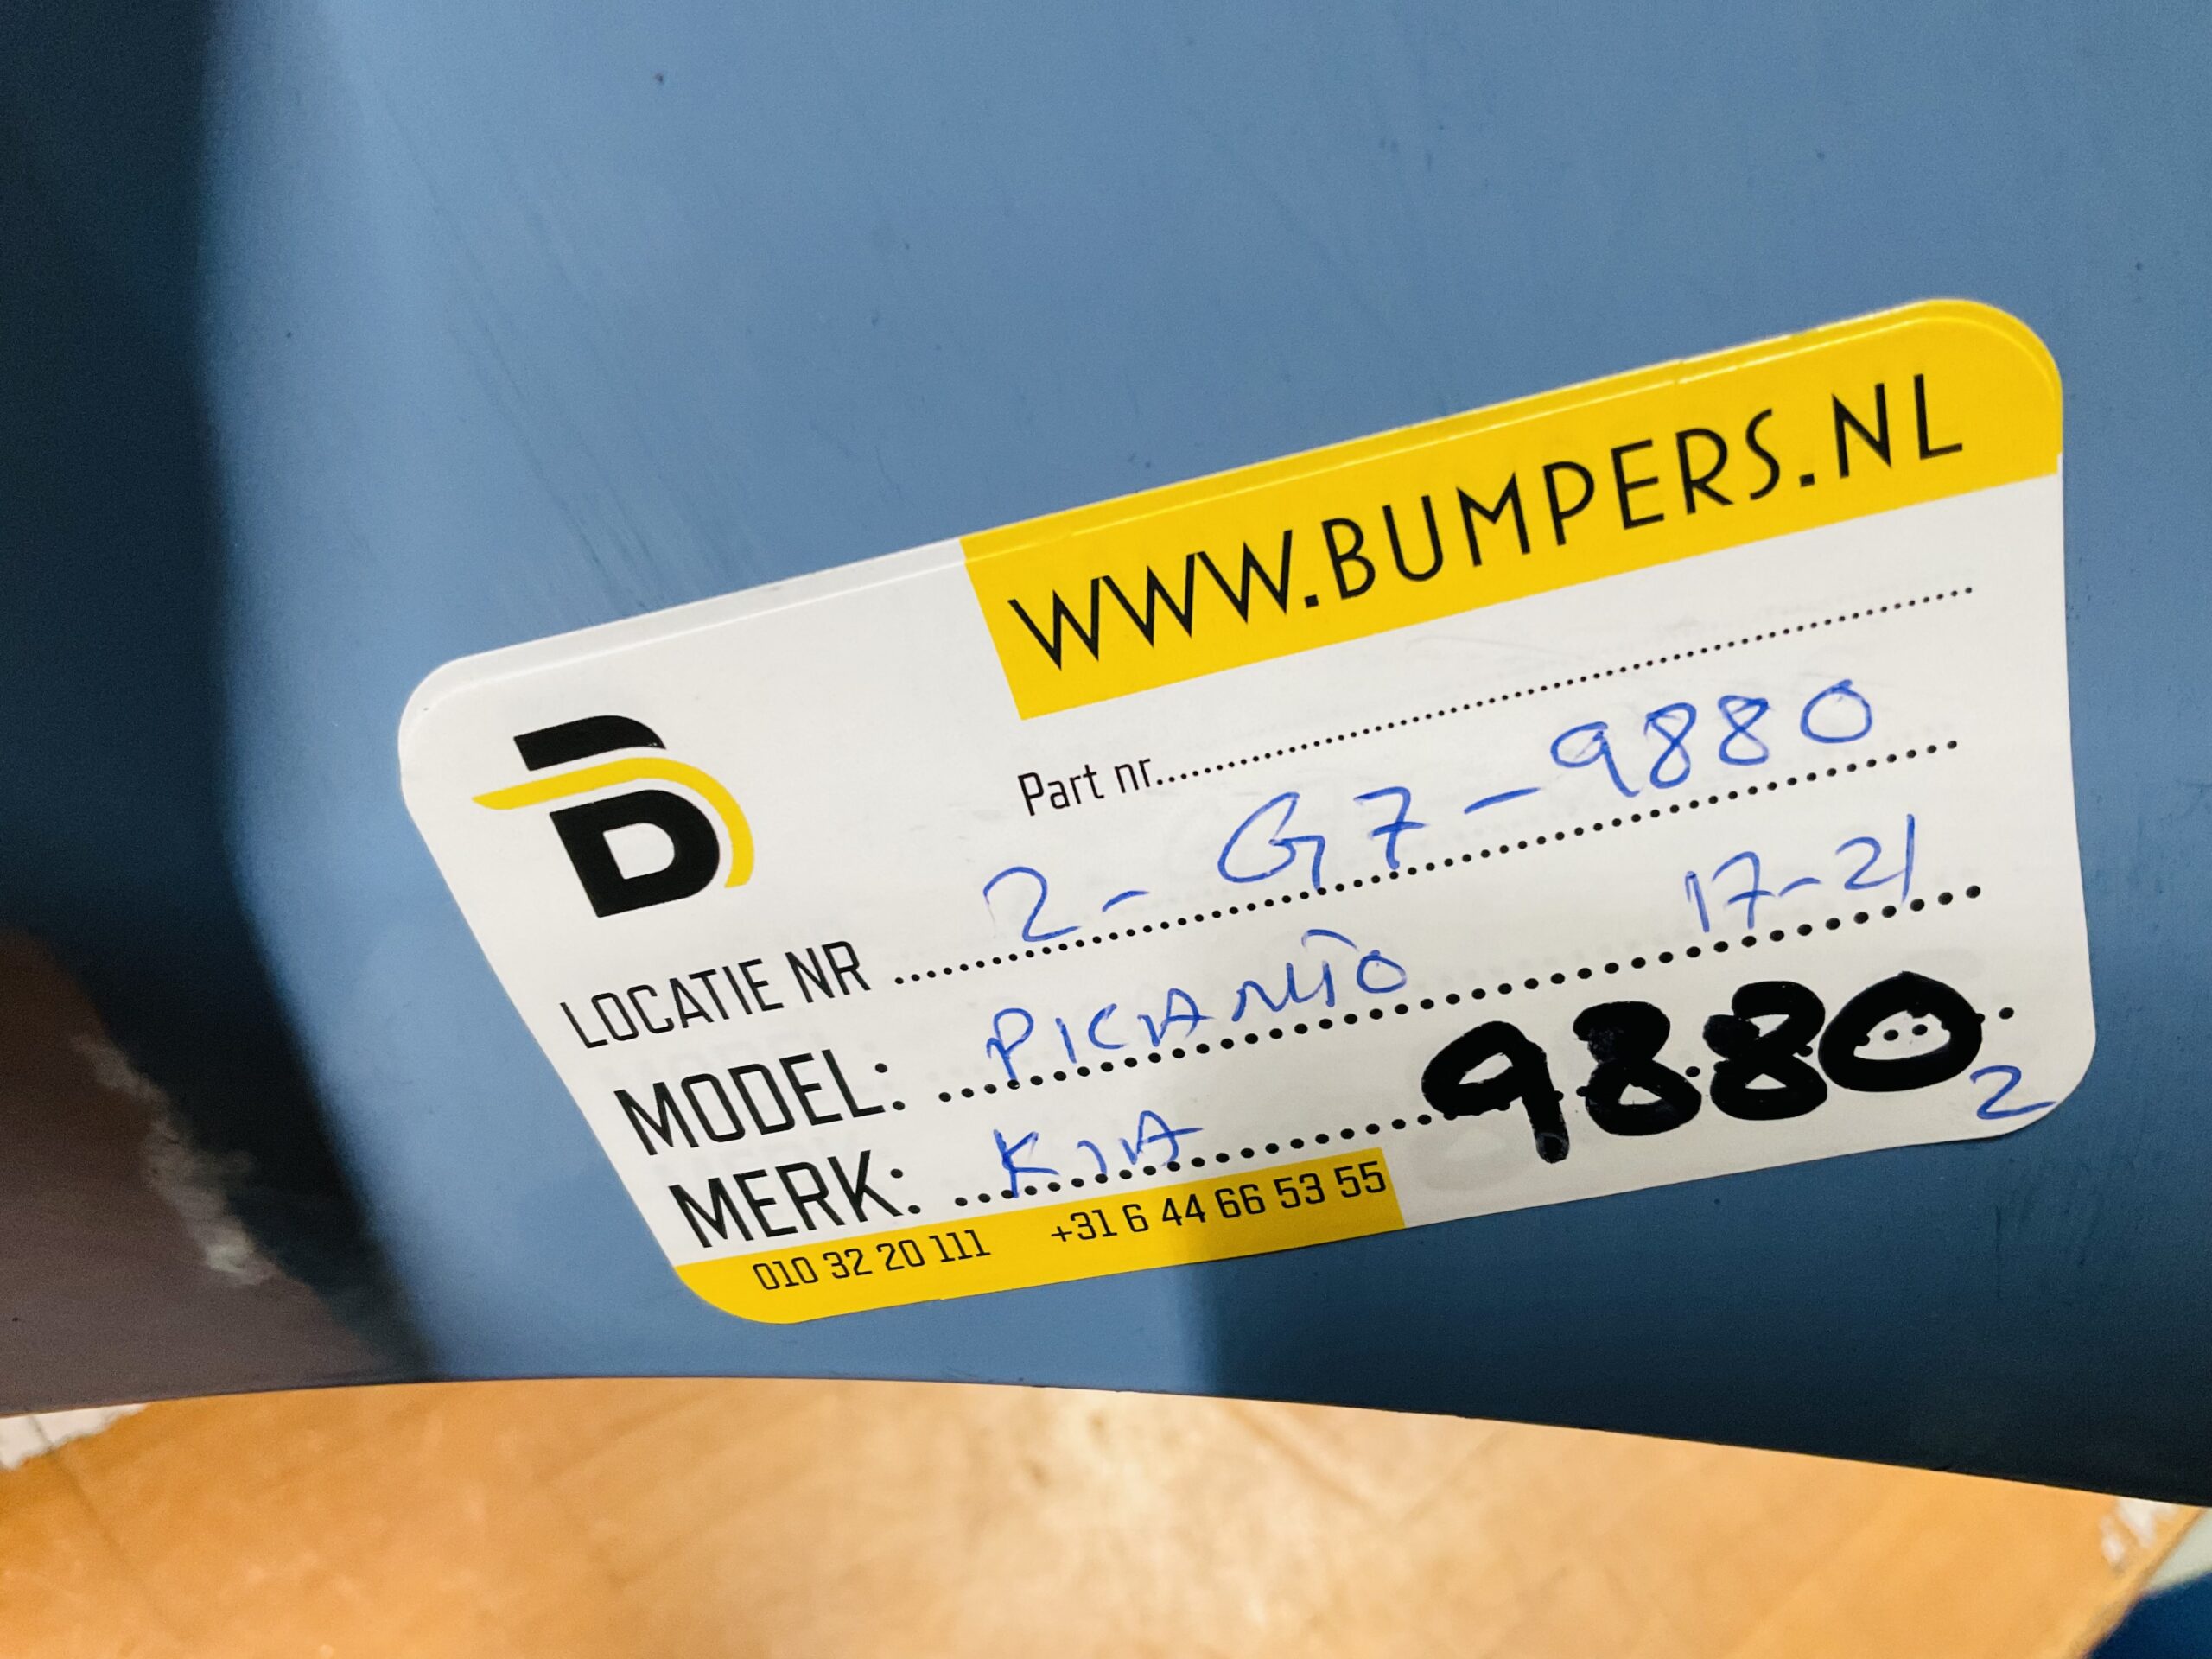 WWW.BUMPERS.NL
B
Part nr..........
LOCATIE NR .......... 2 - G7 - 9880
MODEL: .......... PICANTO 17-21
MERK: .......... KIA 9880 2
010 32 20 111 +31 6 44 66 53 55